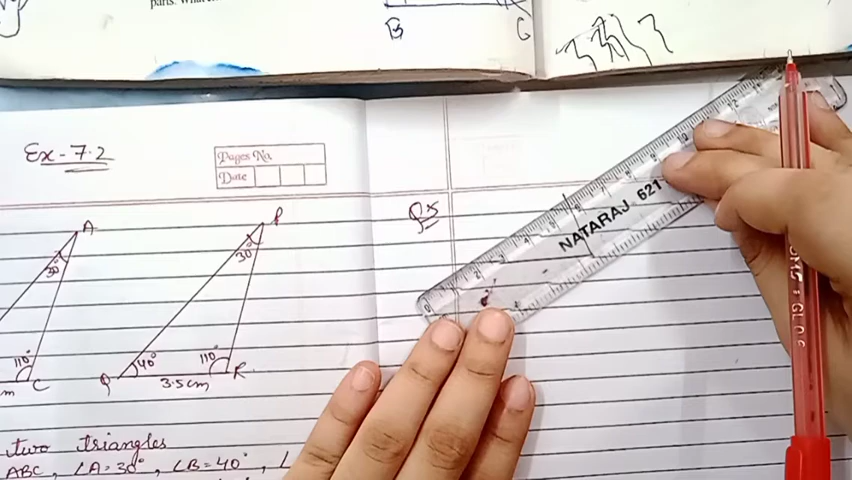 parts.
B
C
Ex-7.2
Pages No.
Date
Q5
A
P
30°
30°
NATARAJ 621
110°
C
Q
40°
110°
R
m
3.5cm
two triangles
ABC, ∠A=30°, ∠B=40°, ∠